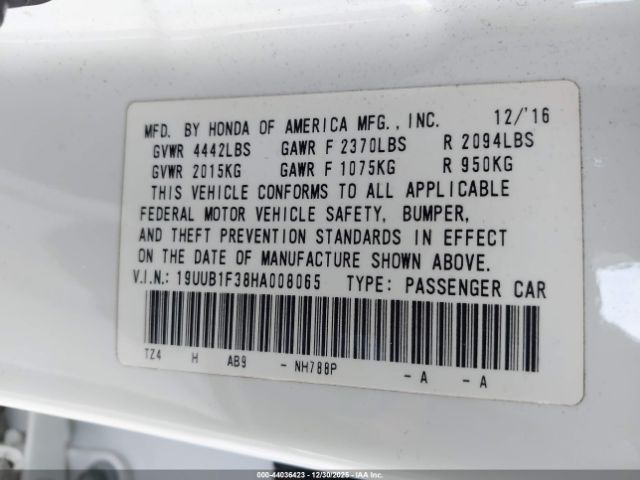 MFD. BY HONDA OF AMERICA MFG., INC. 12/'16
GVWR 4442LBS GAWR F 2370LBS R 2094LBS
GVWR 2015KG GAWR F 1075KG R 950KG
THIS VEHICLE CONFORMS TO ALL APPLICABLE
FEDERAL MOTOR VEHICLE SAFETY, BUMPER,
AND THEFT PREVENTION STANDARDS IN EFFECT
ON THE DATE OF MANUFACTURE SHOWN ABOVE.
V.I.N.: 19UUB1F38HA008065 TYPE: PASSENGER CAR
TZ4 H AB9 - NH788P - A - A
000-44036423 - 12/30/2025 - IAAI.COM